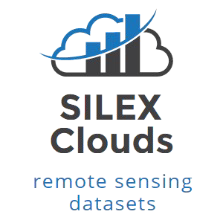 SILEX
Clouds
remote sensing
datasets